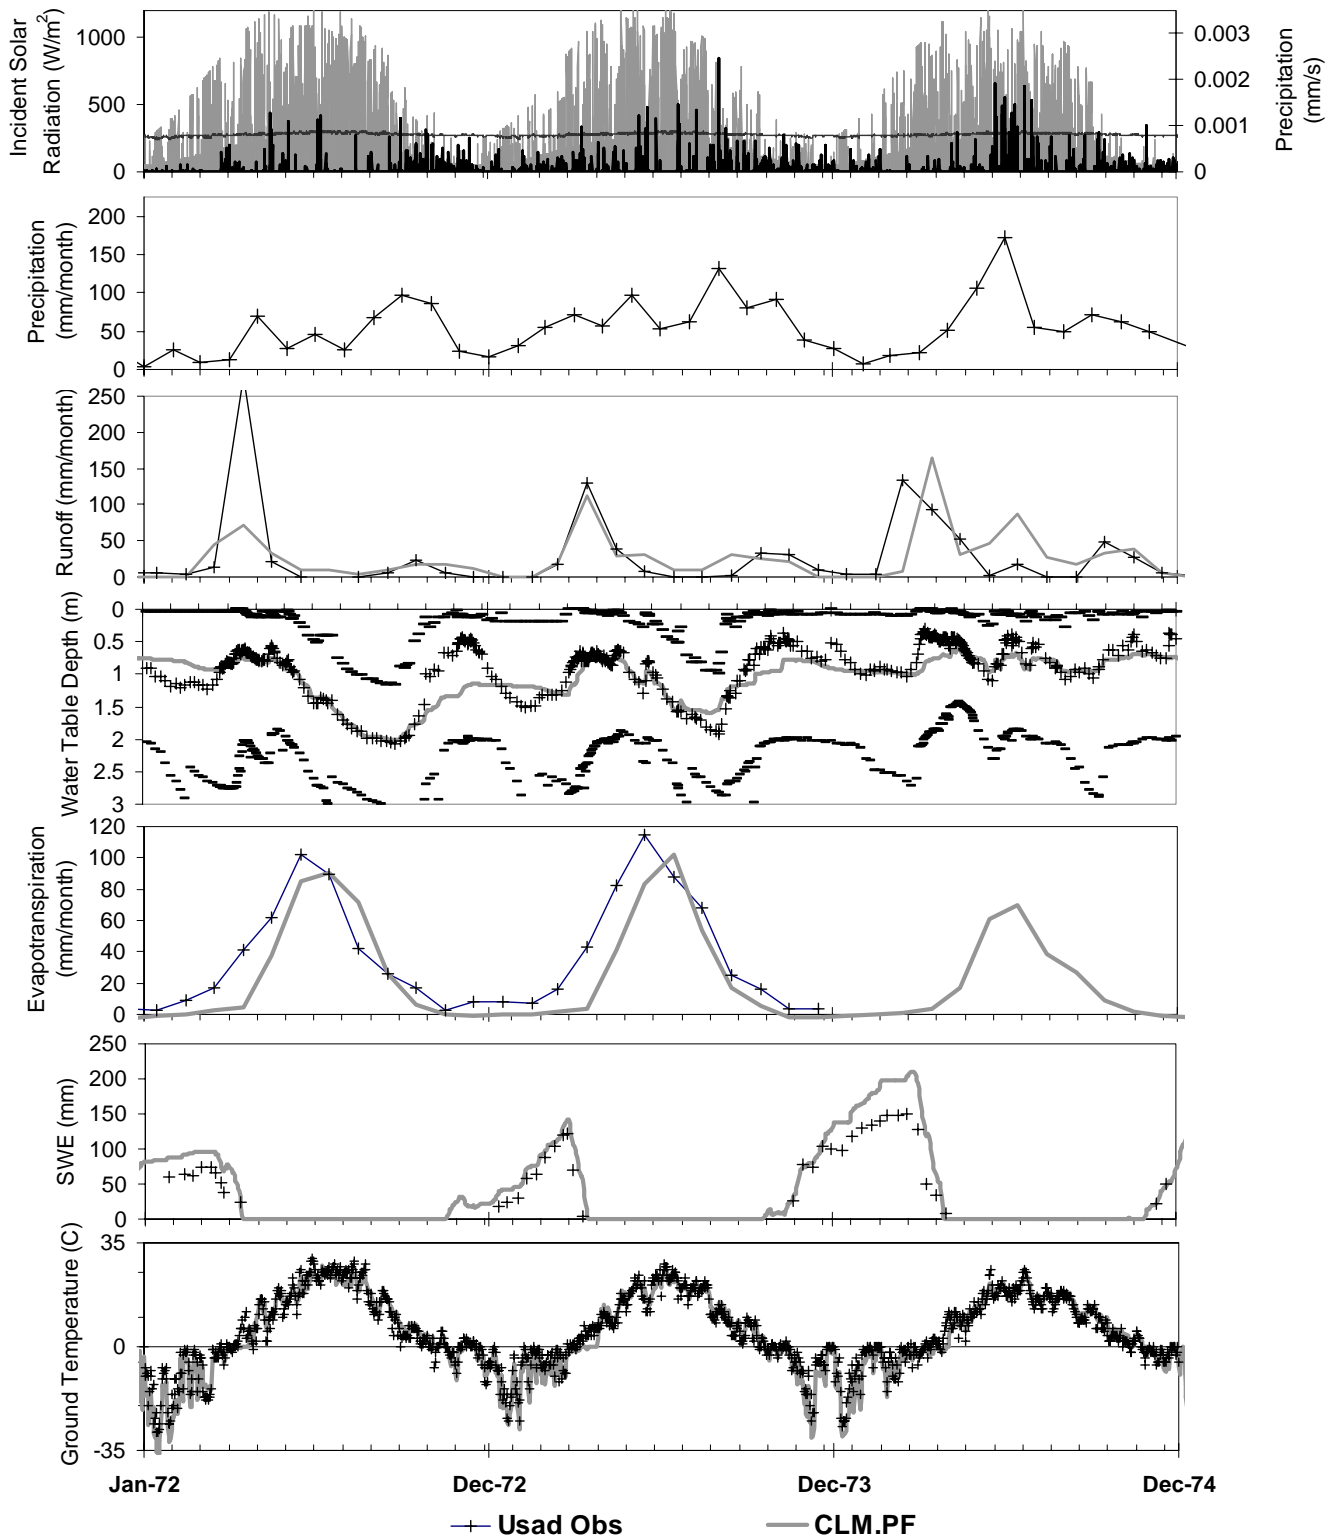 Incident Solar
Radiation (W/m²)
1000
500
0
0.003
0.002
0.001
0
Precipitation
(mm/s)
Precipitation
(mm/month)
200
150
100
50
0
Runoff (mm/month)
250
200
150
100
50
0
Water Table Depth (m)
0
0.5
1
1.5
2
2.5
3
Evapotranspiration
(mm/month)
120
100
80
60
40
20
0
SWE (mm)
250
200
150
100
50
0
Ground Temperature (C)
35
0
-35
Jan-72 Dec-72 Dec-73 Dec-74
Usad Obs CLM.PF